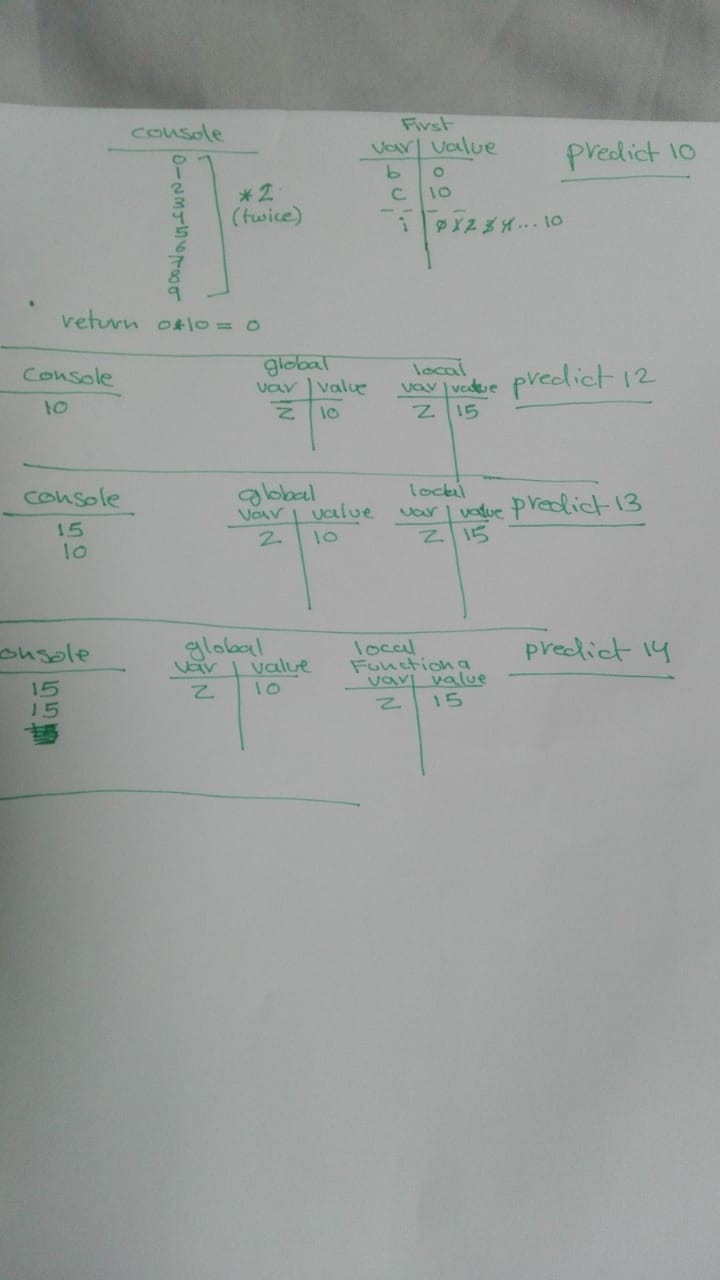 console
First
var value
predict 10
0
1
2
3
4
5
6
7
8
9
*2
(twice)
b 0
c 10
i 0 1 2 3 4 ... 10
return 0*10 = 0
console
global
var value
local
var value
predict 12
10
z 10
z 15
console
global
var value
local
var value
predict 13
15
10
z 10
z 15
onsole
global
var value
local
Function a
var value
predict 14
15
15
z 10
z 15